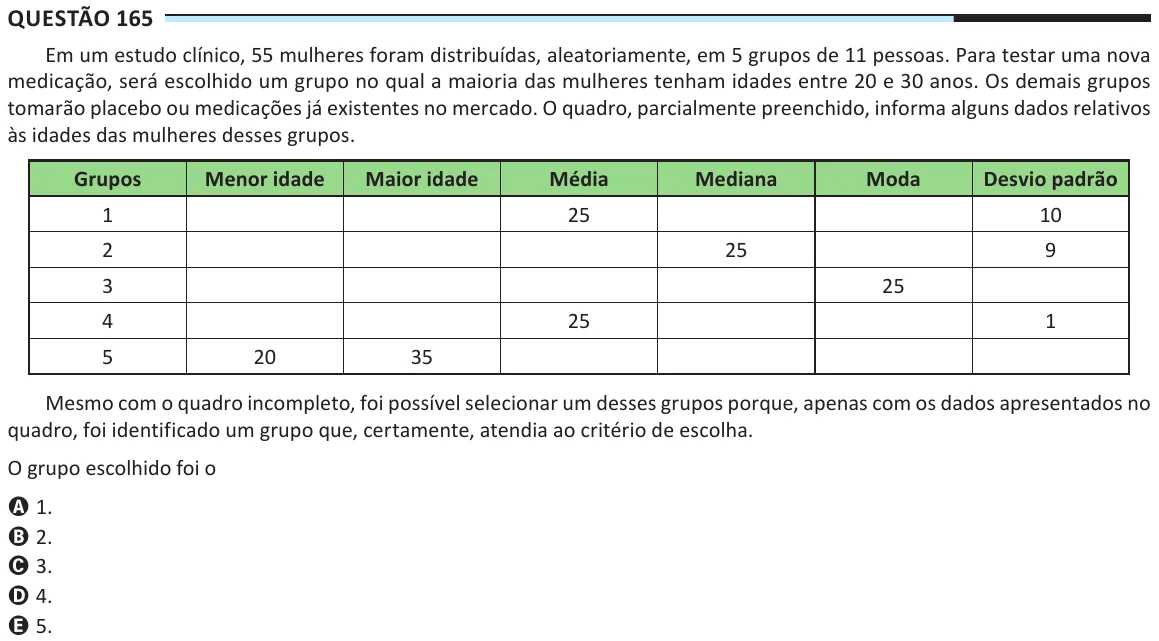 QUESTÃO 165
Em um estudo clínico, 55 mulheres foram distribuídas, aleatoriamente, em 5 grupos de 11 pessoas. Para testar uma nova
medicação, será escolhido um grupo no qual a maioria das mulheres tenham idades entre 20 e 30 anos. Os demais grupos
tomarão placebo ou medicações já existentes no mercado. O quadro, parcialmente preenchido, informa alguns dados relativos
às idades das mulheres desses grupos.
Grupos Menor idade Maior idade Média Mediana Moda Desvio padrão
1 25 10
2 25 9
3 25
4 25 1
5 20 35
Mesmo com o quadro incompleto, foi possível selecionar um desses grupos porque, apenas com os dados apresentados no
quadro, foi identificado um grupo que, certamente, atendia ao critério de escolha.
O grupo escolhido foi o
A 1.
B 2.
C 3.
D 4.
E 5.